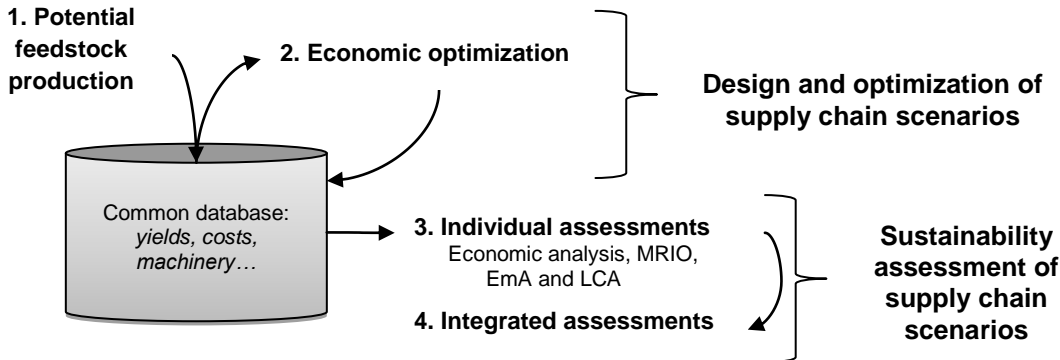 1. Potential
feedstock
production
2. Economic optimization
Design and optimization of
supply chain scenarios
Common database:
yields, costs,
machinery…
3. Individual assessments
Economic analysis, MRIO,
EmA and LCA
4. Integrated assessments
Sustainability
assessment of
supply chain
scenarios